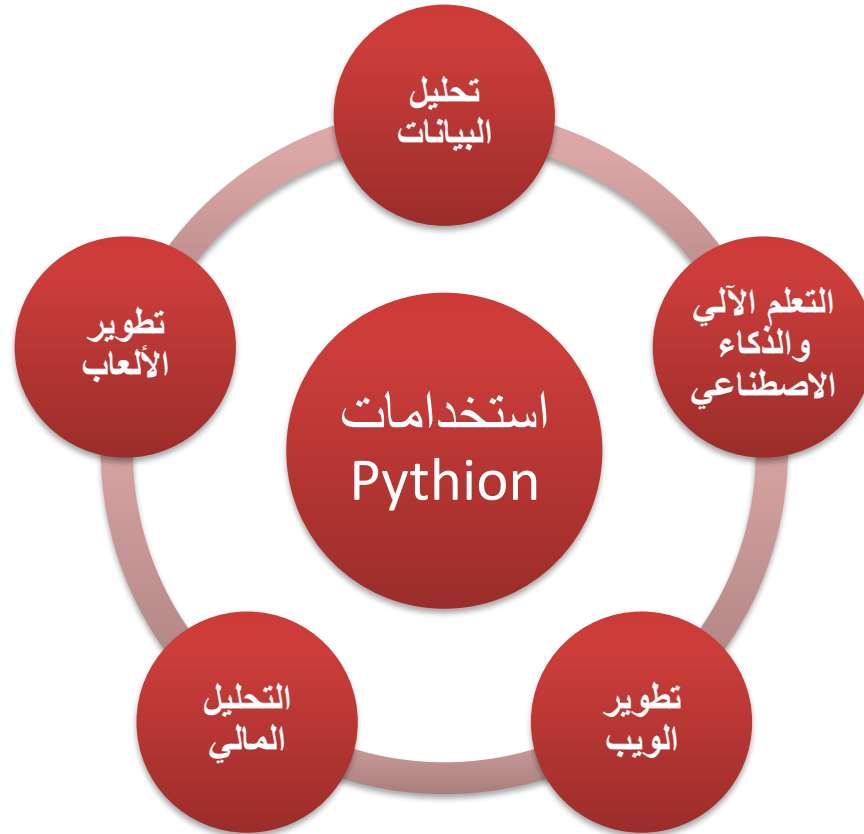 تحليل
البيانات
التعلم الآلي
والذكاء
الاصطناعي
تطوير
الألعاب
استخدامات
Pythion
التحليل
المالي
تطوير
الويب